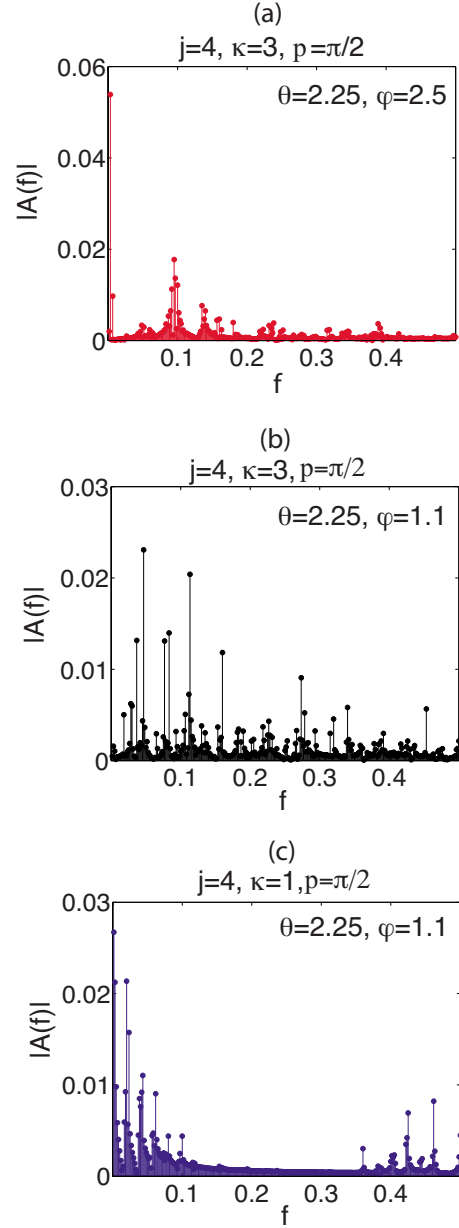 (a)
j=4, κ=3, p=π/2
θ=2.25, φ=2.5
0.06
0.04
0.02
0
|A(f)|
0.1 0.2 0.3 0.4
f
(b)
j=4, κ=3, p=π/2
θ=2.25, φ=1.1
0.03
0.02
0.01
0
|A(f)|
0.1 0.2 0.3 0.4
f
(c)
j=4, κ=1, p=π/2
θ=2.25, φ=1.1
0.03
0.02
0.01
0
|A(f)|
0.1 0.2 0.3 0.4
f